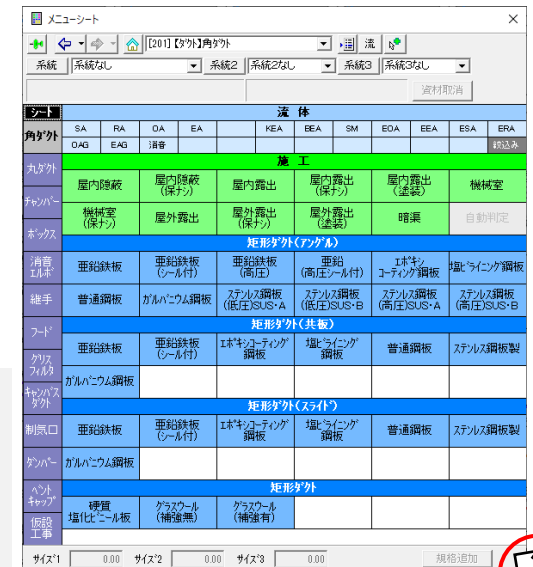 メニューシート
[201]【ﾀﾞｸﾄ】角ﾀﾞｸﾄ 流
系統 系統なし 系統2 系統2なし 系統3 系統3なし
資材取消
シート 流 体
角ﾀﾞｸﾄ
SA RA OA EA KEA BEA SM EOA EEA ESA ERA
OAG EAG 消音 絞込み
施 工
丸ﾀﾞｸﾄ
屋内隠蔽 屋内隠蔽(保ﾅｼ) 屋内露出 屋内露出(保ﾅｼ) 屋内露出(塗装) 機械室
ﾁｬﾝﾊﾞｰ
機械室(保ﾅｼ) 屋外露出 屋外露出(保ﾅｼ) 屋外露出(塗装) 暗渠 自動判定
ﾎﾞｯｸｽ
矩形ﾀﾞｸﾄ(ｱﾝｸﾞﾙ)
消音ｴﾙﾎﾞ
亜鉛鉄板 亜鉛鉄板(ｼｰﾙ付) 亜鉛鉄板(高圧) 亜鉛(高圧ｼｰﾙ付) ｴﾎﾟｷｼｺｰﾃｨﾝｸﾞ鋼板 塩ﾋﾞﾗｲﾆﾝｸﾞ鋼板
継手
普通鋼板 ｶﾞﾙﾊﾞﾆｳﾑ鋼板 ｽﾃﾝﾚｽ鋼板(低圧)SUS･A ｽﾃﾝﾚｽ鋼板(低圧)SUS･B ｽﾃﾝﾚｽ鋼板(高圧)SUS･A ｽﾃﾝﾚｽ鋼板(高圧)SUS･B
矩形ﾀﾞｸﾄ(共板)
ﾌｰﾄﾞ
亜鉛鉄板 亜鉛鉄板(ｼｰﾙ付) ｴﾎﾟｷｼｺｰﾃｨﾝｸﾞ鋼板 塩ﾋﾞﾗｲﾆﾝｸﾞ鋼板 普通鋼板 ｽﾃﾝﾚｽ鋼板製
ｸﾞﾘｽﾌｨﾙﾀ
ｶﾞﾙﾊﾞﾆｳﾑ鋼板
ｷｬﾝﾊﾞｽﾀﾞｸﾄ
矩形ﾀﾞｸﾄ(ｽﾗｲﾄﾞ)
制気口
亜鉛鉄板 亜鉛鉄板(ｼｰﾙ付) ｴﾎﾟｷｼｺｰﾃｨﾝｸﾞ鋼板 塩ﾋﾞﾗｲﾆﾝｸﾞ鋼板 普通鋼板 ｽﾃﾝﾚｽ鋼板製
ﾀﾞﾝﾊﾟｰ
ｶﾞﾙﾊﾞﾆｳﾑ鋼板
矩形ﾀﾞｸﾄ
ﾍﾞﾝﾄｷｬｯﾌﾟ
硬質塩化ﾋﾞﾆｰﾙ板 ｸﾞﾗｽｳｰﾙ(補強無) ｸﾞﾗｽｳｰﾙ(補強有)
仮設工事
ｻｲｽﾞ1 0.00 ｻｲｽﾞ2 0.00 ｻｲｽﾞ3 0.00 規格追加